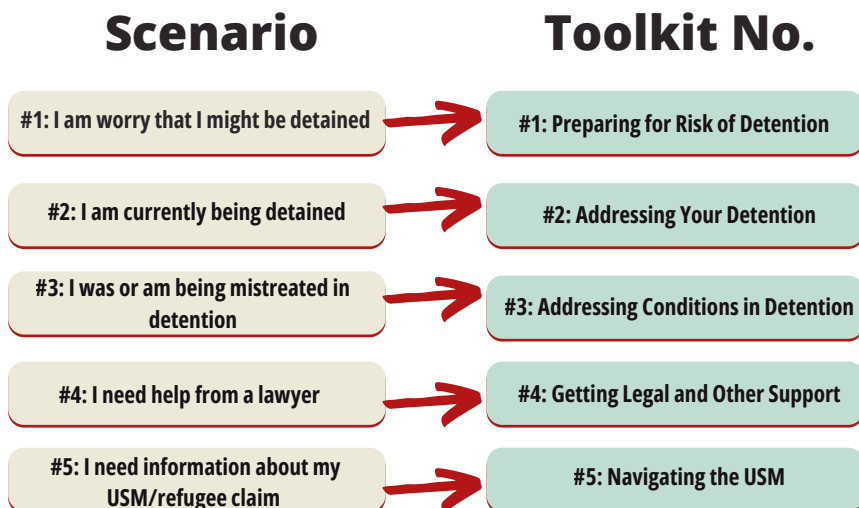 Scenario
Toolkit No.
#1: I am worry that I might be detained
#1: Preparing for Risk of Detention
#2: I am currently being detained
#2: Addressing Your Detention
#3: I was or am being mistreated in
detention
#3: Addressing Conditions in Detention
#4: I need help from a lawyer
#4: Getting Legal and Other Support
#5: I need information about my
USM/refugee claim
#5: Navigating the USM